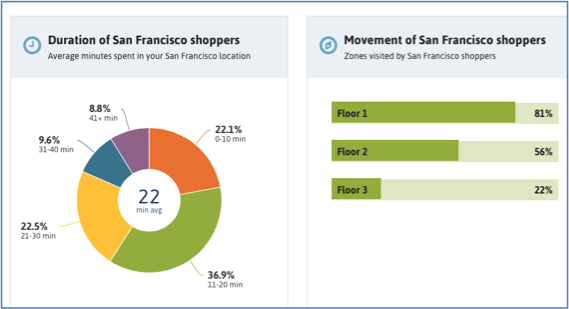 Duration of San Francisco shoppers
Average minutes spent in your San Francisco location
8.8%
41+ min
22.1%
0-10 min
9.6%
31-40 min
22
min avg
22.5%
21-30 min
36.9%
11-20 min
Movement of San Francisco shoppers
Zones visited by San Francisco shoppers
Floor 1 81%
Floor 2 56%
Floor 3 22%